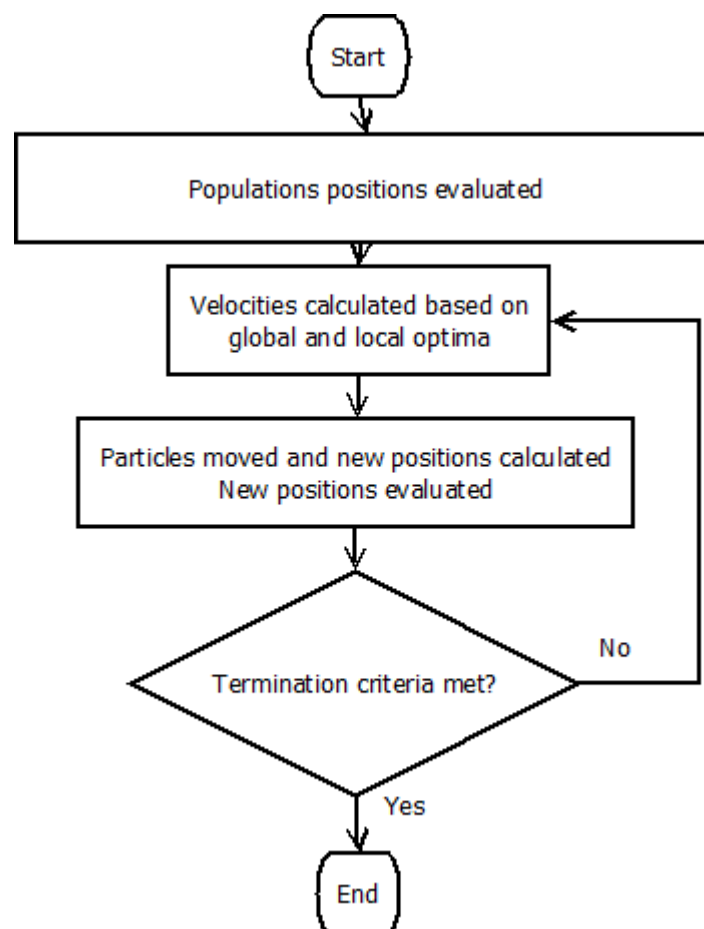 Start
Populations positions evaluated
Velocities calculated based on
global and local optima
Particles moved and new positions calculated
New positions evaluated
Termination criteria met?
No
Yes
End